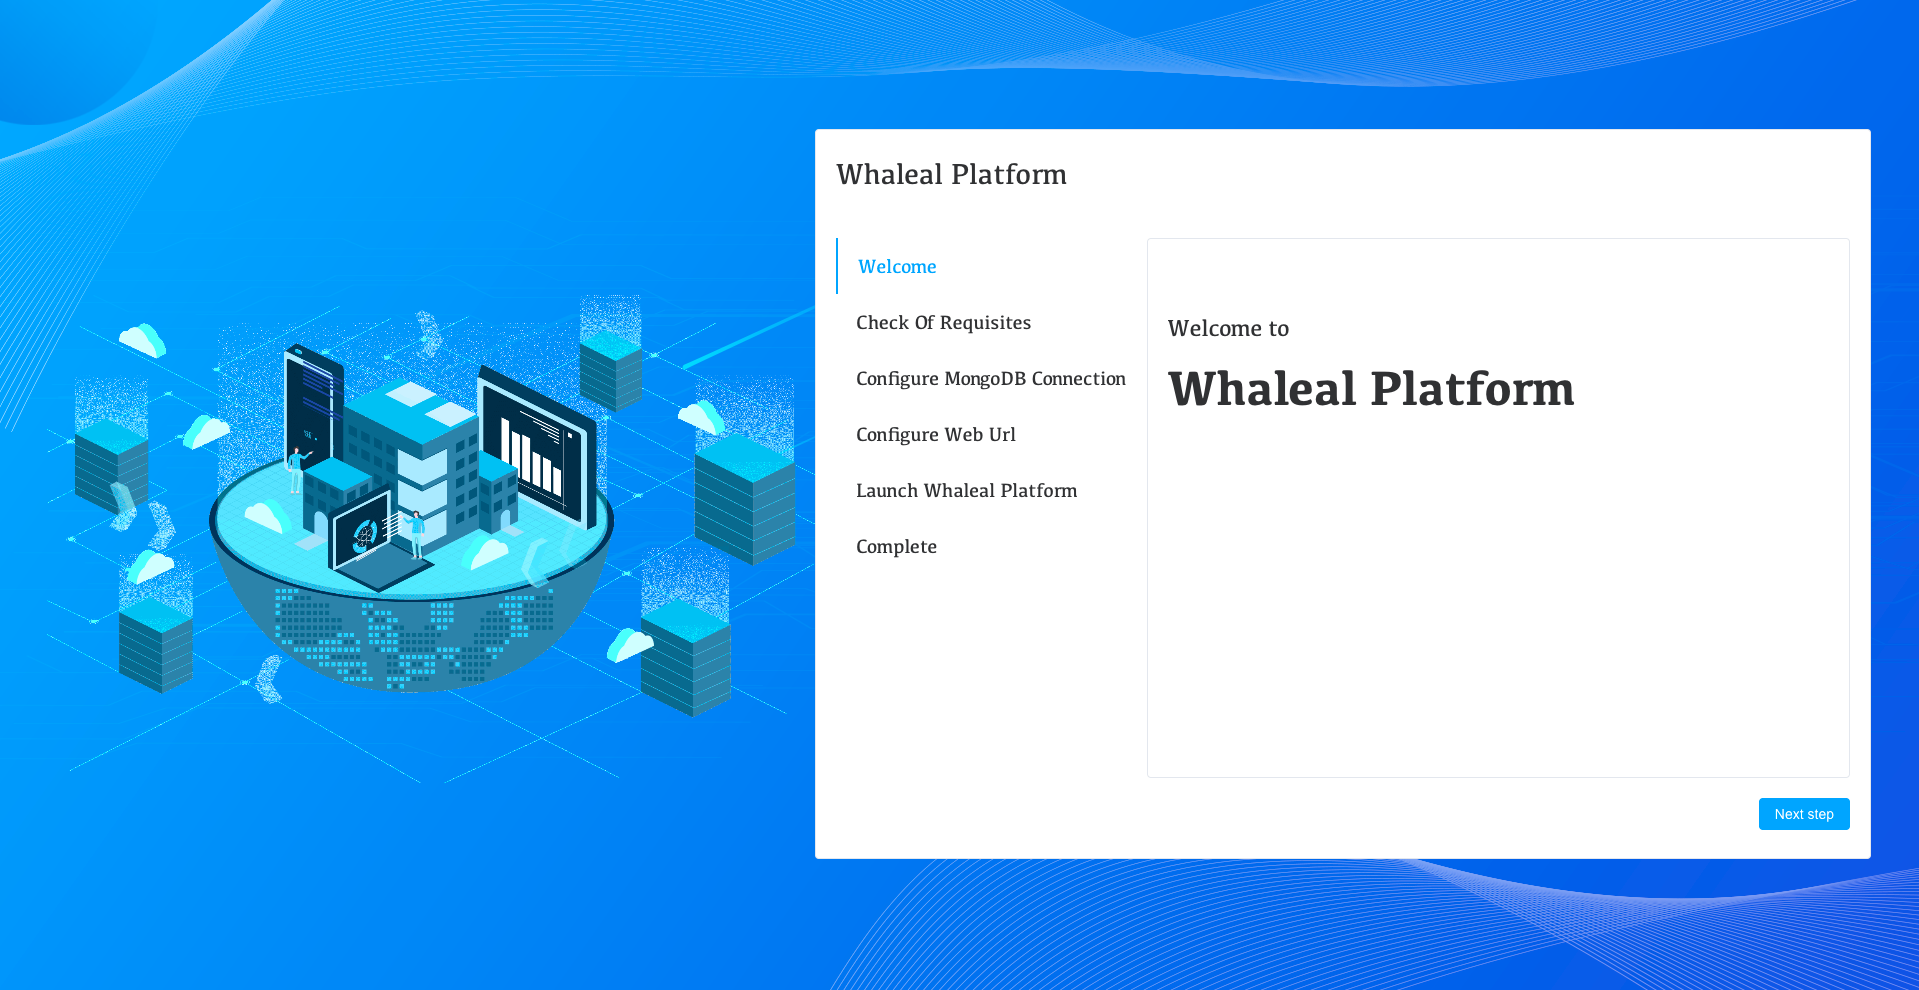 Whaleal Platform
Welcome
Check Of Requisites
Configure MongoDB Connection
Configure Web Url
Launch Whaleal Platform
Complete
Welcome to
Whaleal Platform
Next step